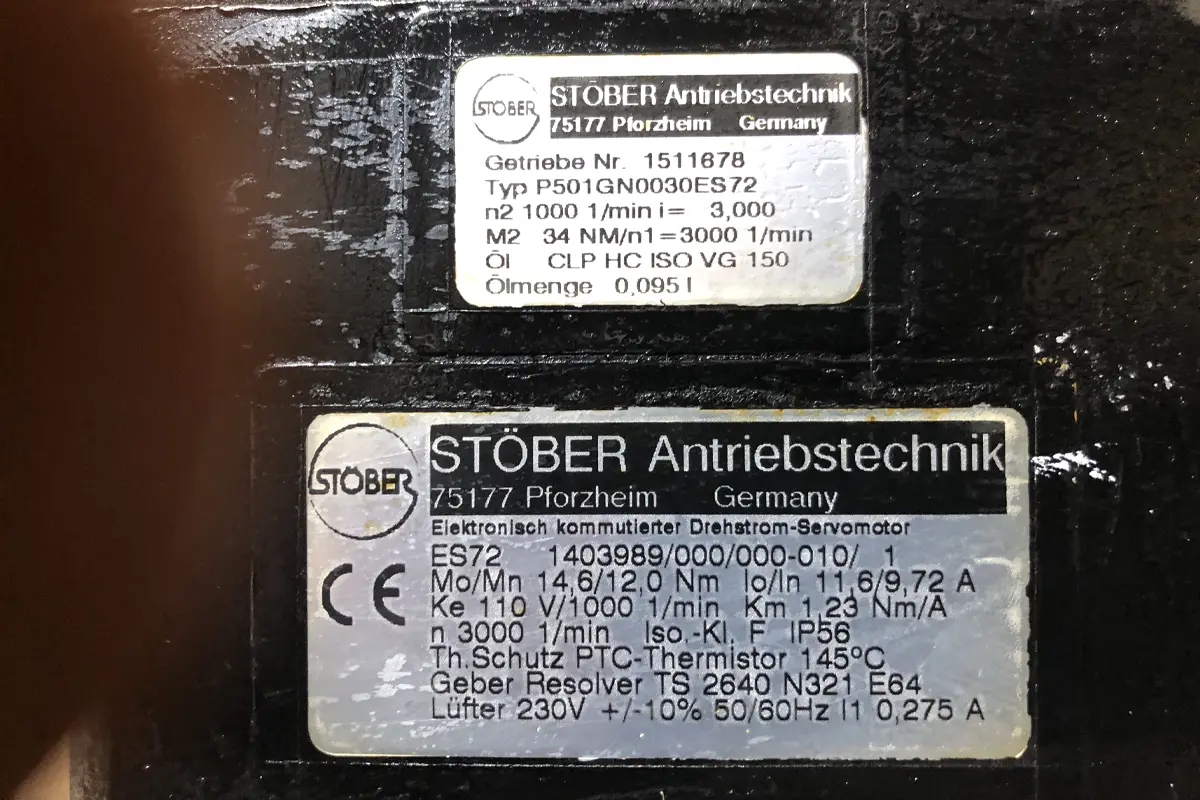 STÖBER
STÖBER Antriebstechnik
75177 Pforzheim Germany
Getriebe Nr. 1511678
Typ P501GN0030ES72
n2 1000 1/min i= 3,000
M2 34 NM/n1=3000 1/min
Öl CLP HC ISO VG 150
Ölmenge 0,095 l
STÖBER
STÖBER Antriebstechnik
75177 Pforzheim Germany
Elektronisch kommutierter Drehstrom-Servomotor
ES72 1403989/000/000-010/ 1
CE
Mo/Mn 14,6/12,0 Nm Io/In 11,6/9,72 A
Ke 110 V/1000 1/min Km 1,23 Nm/A
n 3000 1/min Iso.-Kl. F IP56
Th.Schutz PTC-Thermistor 145°C
Geber Resolver TS 2640 N321 E64
Lüfter 230V +/-10% 50/60Hz I1 0,275 A